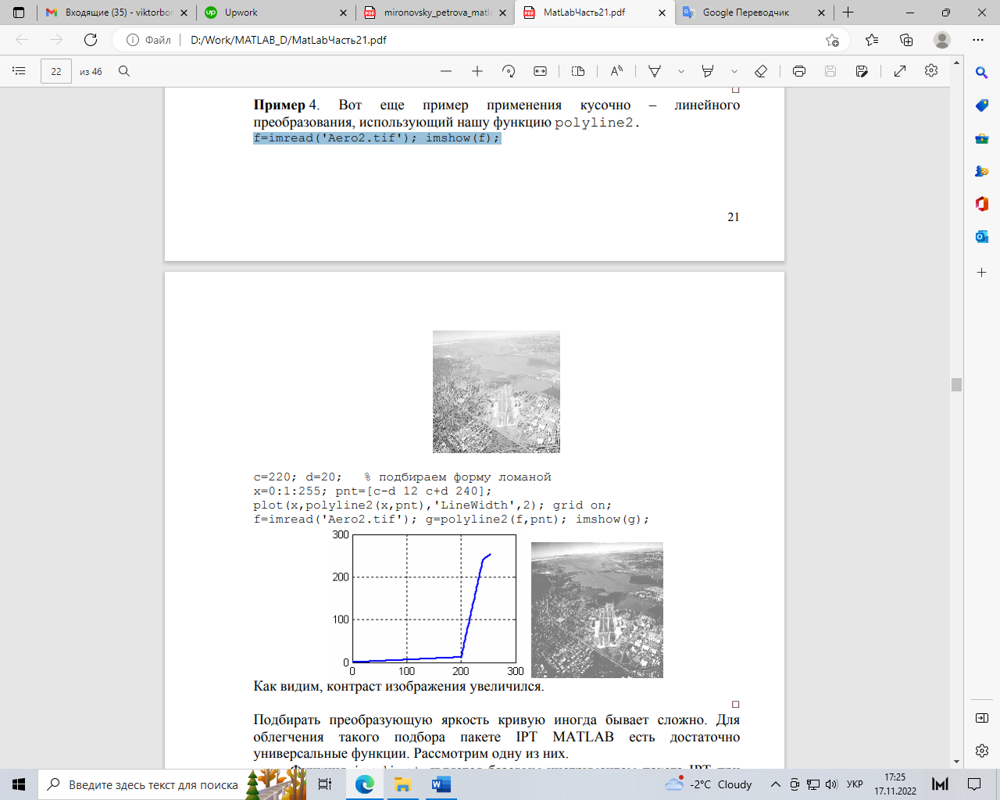 Входящие (35) - viktorbor
Upwork
mironovsky_petrova_matl
MatLabЧасть21.pdf
Google Переводчик
Файл
D:/Work/MATLAB_D/MatLabЧасть21.pdf
22 из 46
Пример 4. Вот еще пример применения кусочно – линейного
преобразования, использующий нашу функцию polyline2.
f=imread('Aero2.tif'); imshow(f);
21
c=220; d=20; % подбираем форму ломаной
x=0:1:255; pnt=[c-d 12 c+d 240];
plot(x,polyline2(x,pnt),'LineWidth',2); grid on;
f=imread('Aero2.tif'); g=polyline2(f,pnt); imshow(g);
300
200
100
0
0 100 200 300
Как видим, контраст изображения увеличился.
Подбирать преобразующую яркость кривую иногда бывает сложно. Для
облегчения такого подбора пакете IPT MATLAB есть достаточно
универсальные функции. Рассмотрим одну из них.
Введите здесь текст для поиска
-2°C Cloudy
УКР
17:25
17.11.2022